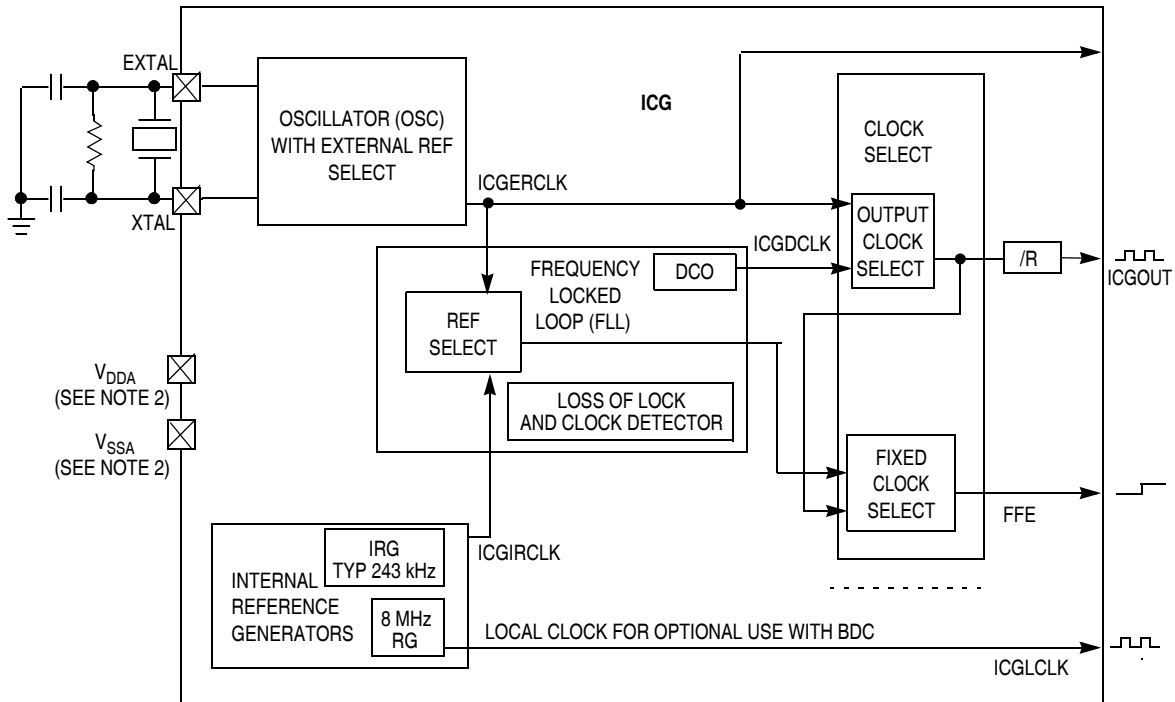 EXTAL
OSCILLATOR (OSC)
WITH EXTERNAL REF
SELECT
ICG
CLOCK
SELECT
ICGERCLK
XTAL
OUTPUT
CLOCK
SELECT
ICGDCLK
/R
ICGOUT
FREQUENCY
LOCKED
LOOP (FLL)
DCO
REF
SELECT
VDDA
(SEE NOTE 2)
LOSS OF LOCK
AND CLOCK DETECTOR
VSSA
(SEE NOTE 2)
FIXED
CLOCK
SELECT
FFE
ICGIRCLK
IRG
TYP 243 kHz
INTERNAL
REFERENCE
GENERATORS
8 MHz
RG
LOCAL CLOCK FOR OPTIONAL USE WITH BDC
ICGLCLK